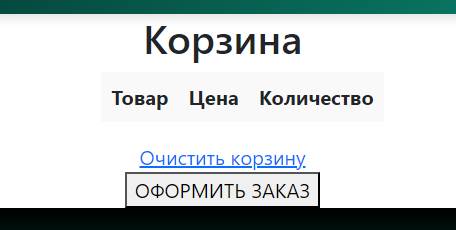 Корзина
Товар Цена Количество
Очистить корзину
ОФОРМИТЬ ЗАКАЗ